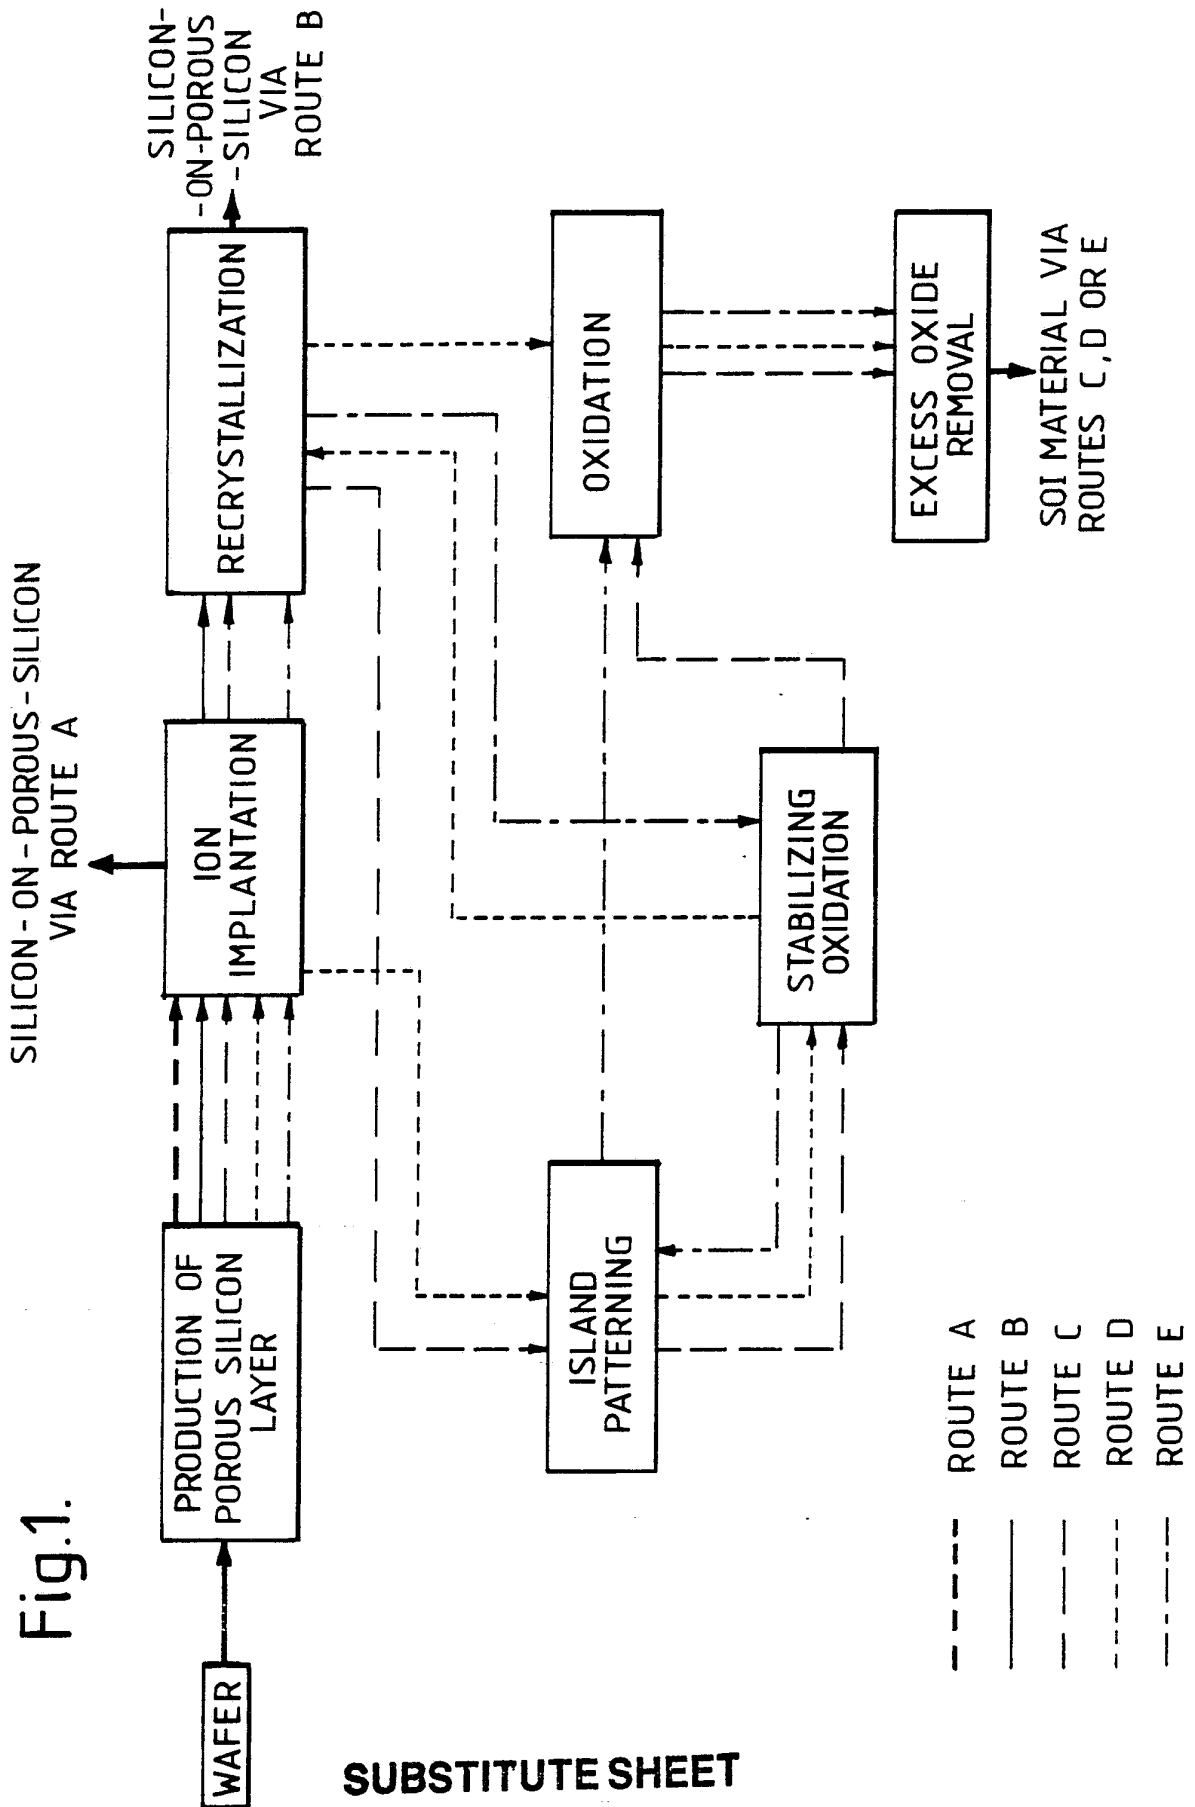 Fig.1.
WAFER
PRODUCTION OF
POROUS SILICON
LAYER
SILICON-ON-POROUS-SILICON
VIA ROUTE A
ION
IMPLANTATION
RECRYSTALLIZATION
SILICON-
-ON-POROUS
-SILICON
VIA
ROUTE B
ISLAND
PATTERNING
STABILIZING
OXIDATION
OXIDATION
EXCESS OXIDE
REMOVAL
SOI MATERIAL VIA
ROUTES C,D OR E
ROUTE A
ROUTE B
ROUTE C
ROUTE D
ROUTE E
SUBSTITUTE SHEET